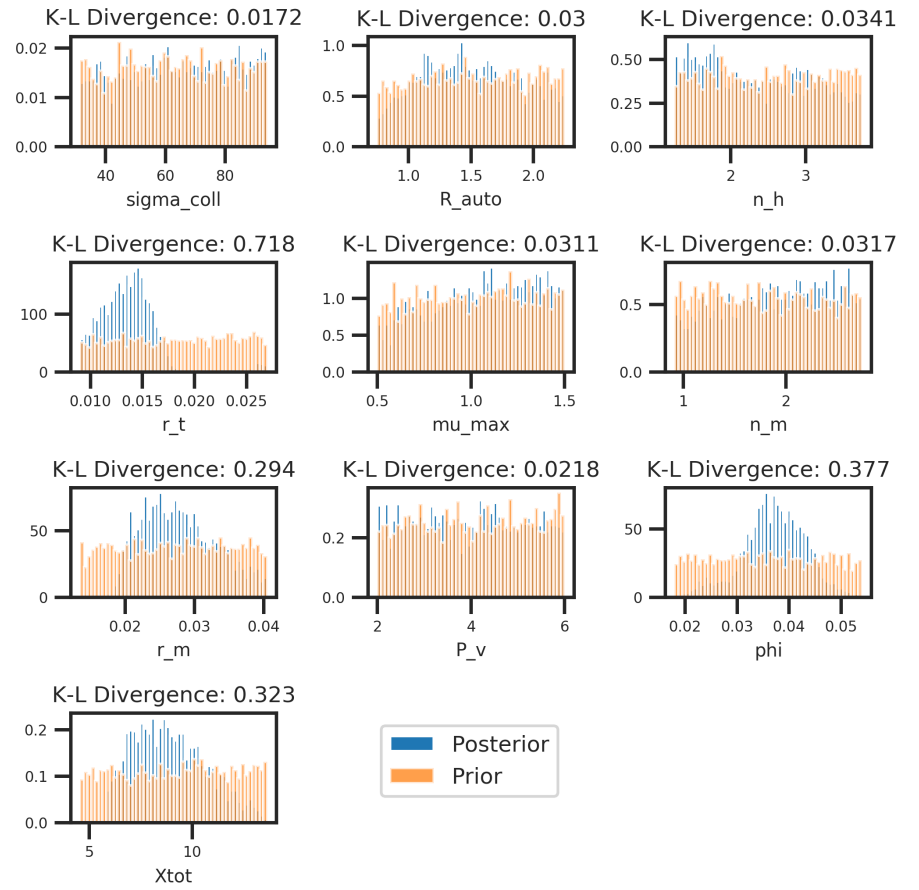 K-L Divergence: 0.0172
K-L Divergence: 0.03
K-L Divergence: 0.0341
0.02
0.01
0.00
40 60 80
sigma_coll
1.0
0.5
0.0
1.0 1.5 2.0
R_auto
0.50
0.25
0.00
2 3
n_h
K-L Divergence: 0.718
K-L Divergence: 0.0311
K-L Divergence: 0.0317
100
0
0.010 0.015 0.020 0.025
r_t
1.0
0.5
0.0
0.5 1.0 1.5
mu_max
0.5
0.0
1 2
n_m
K-L Divergence: 0.294
K-L Divergence: 0.0218
K-L Divergence: 0.377
50
0
0.02 0.03 0.04
r_m
0.2
0.0
2 4 6
P_v
50
0
0.02 0.03 0.04 0.05
phi
K-L Divergence: 0.323
0.2
0.1
0.0
5 10
Xtot
Posterior
Prior